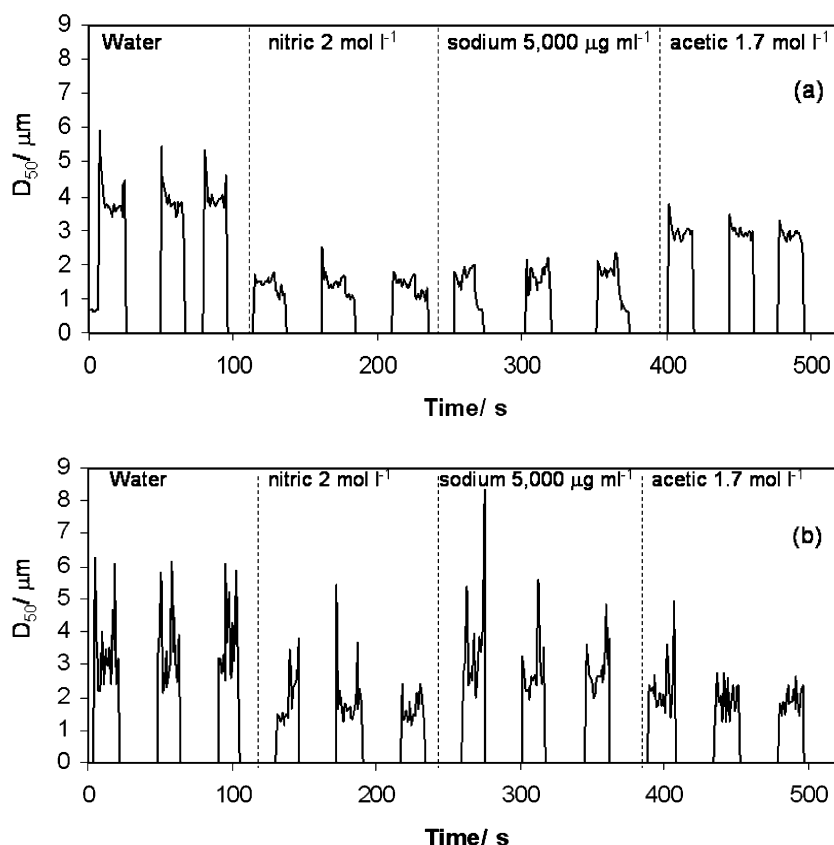 Water nitric 2 mol l⁻¹ sodium 5,000 µg ml⁻¹ acetic 1.7 mol l⁻¹
(a)
D₅₀/ µm
9
8
7
6
5
4
3
2
1
0
0 100 200 300 400 500
Time/ s
Water nitric 2 mol l⁻¹ sodium 5,000 µg ml⁻¹ acetic 1.7 mol l⁻¹
(b)
D₅₀/ µm
9
8
7
6
5
4
3
2
1
0
0 100 200 300 400 500
Time/ s